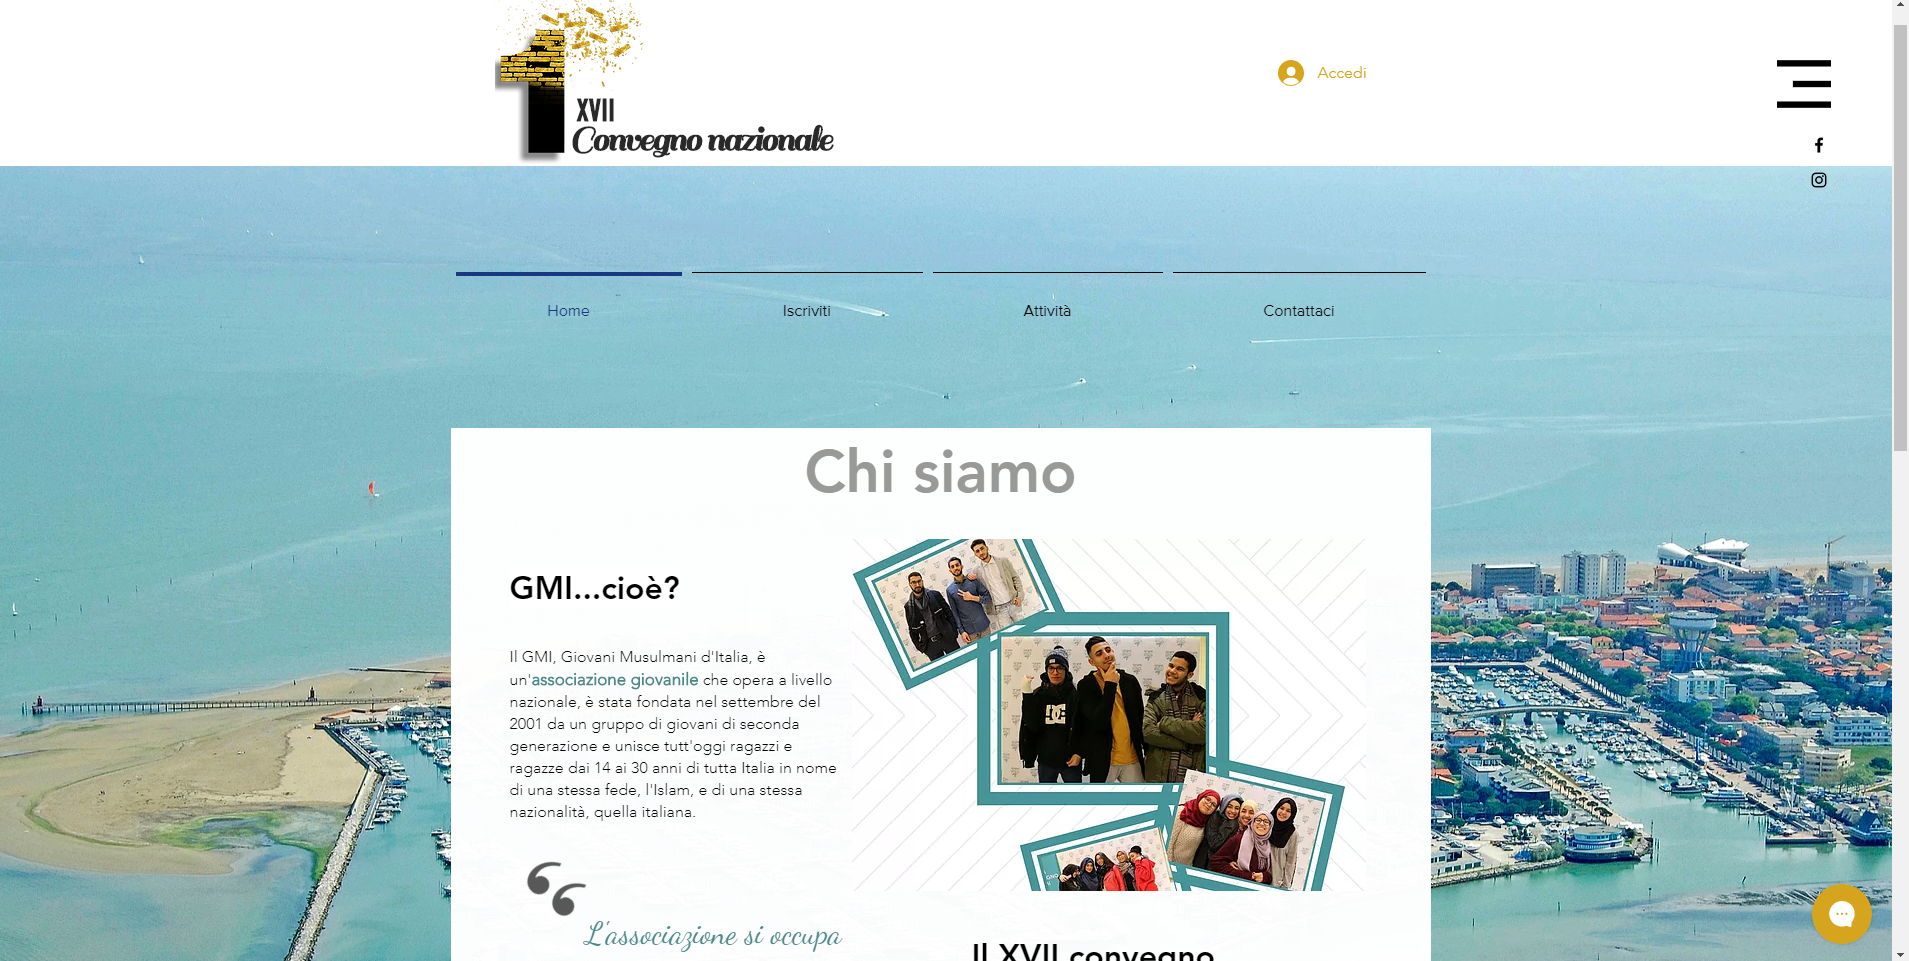 XVII
Convegno nazionale
Accedi
Home
Iscriviti
Attività
Contattaci
Chi siamo
GMI...cioè?
Il GMI, Giovani Musulmani d'Italia, è
un'associazione giovanile che opera a livello
nazionale, è stata fondata nel settembre del
2001 da un gruppo di giovani di seconda
generazione e unisce tutt'oggi ragazzi e
ragazze dai 14 ai 30 anni di tutta Italia in nome
di una stessa fede, l'Islam, e di una stessa
nazionalità, quella italiana.
L'associazione si occupa
Il XVII convegno